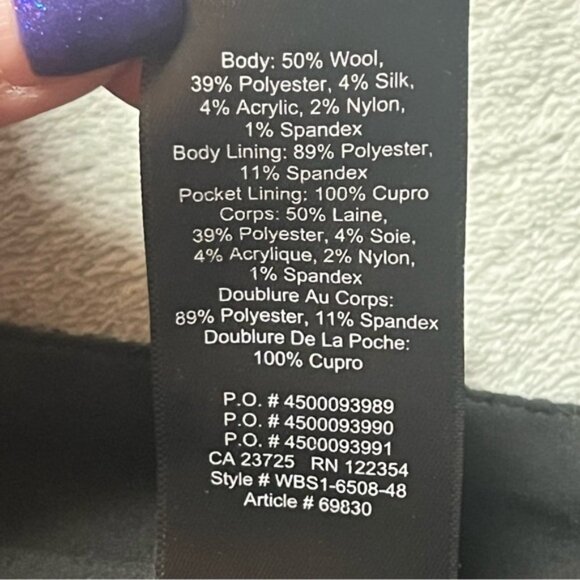 Body: 50% Wool,
39% Polyester, 4% Silk,
4% Acrylic, 2% Nylon,
1% Spandex
Body Lining: 89% Polyester,
11% Spandex
Pocket Lining: 100% Cupro
Corps: 50% Laine,
39% Polyester, 4% Soie,
4% Acrylique, 2% Nylon,
1% Spandex
Doublure Au Corps:
89% Polyester, 11% Spandex
Doublure De La Poche:
100% Cupro
P.O. # 4500093989
P.O. # 4500093990
P.O. # 4500093991
CA 23725 RN 122354
Style # WBS1-6508-48
Article # 69830